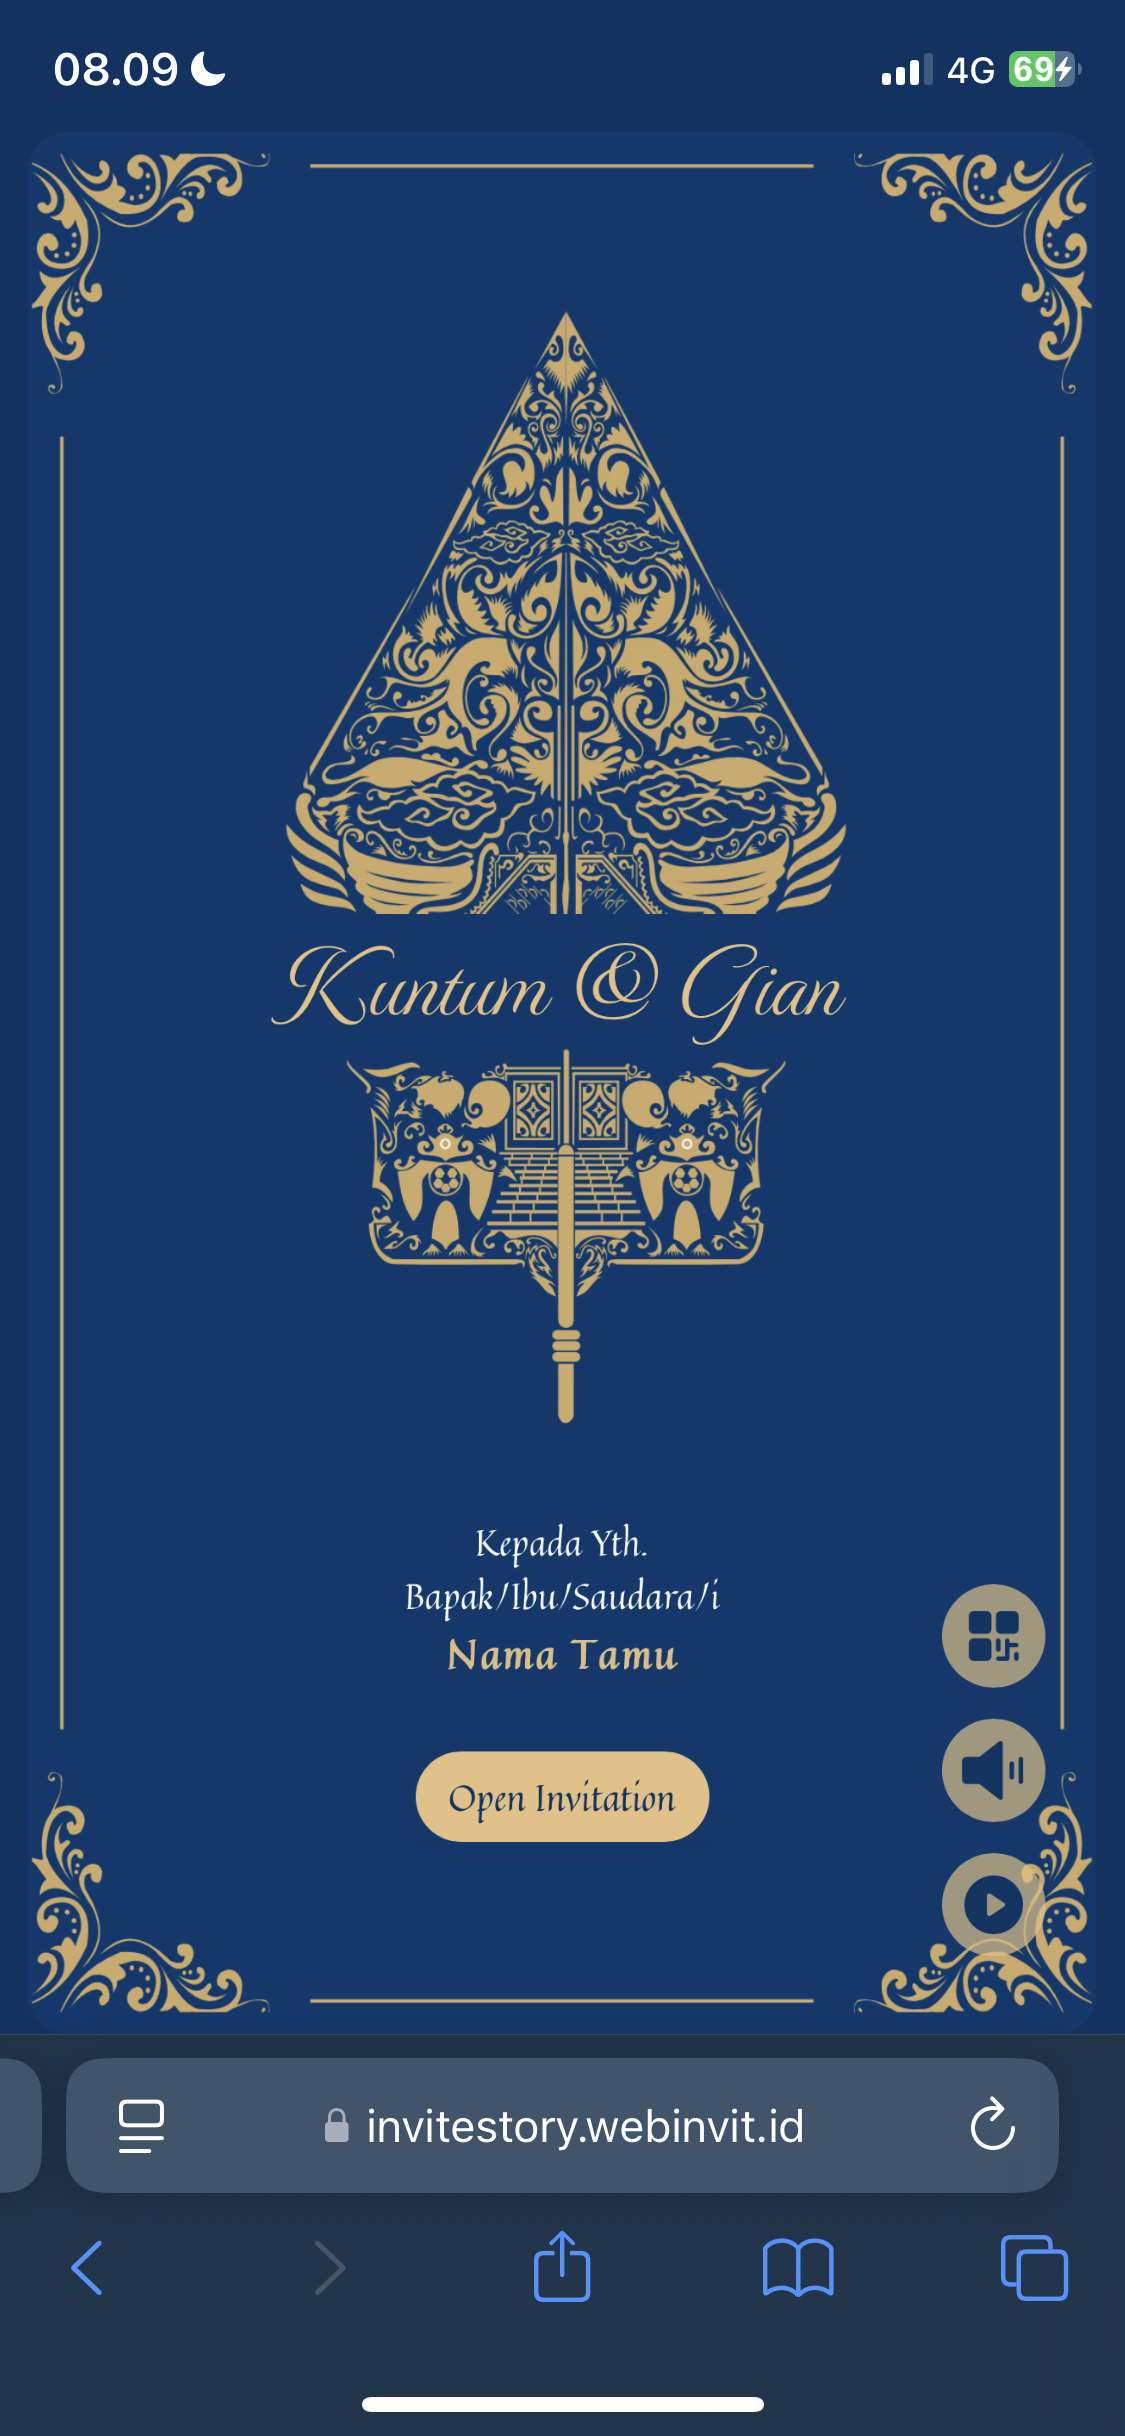 08.09
4G
69
Kuntum & Gian
Kepada Yth.
Bapak/Ibu/Saudara/i
Nama Tamu
Open Invitation
invitestory.webinvit.id